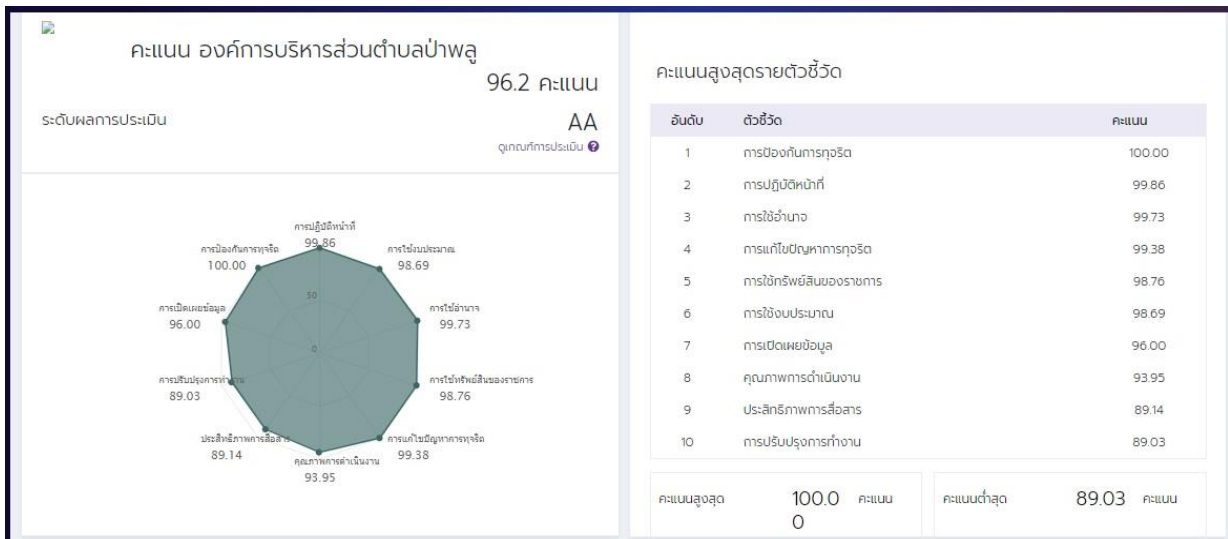 คะแนน องค์การบริหารส่วนตำบลป่าพลู
96.2 คะแนน
ระดับผลการประเมิน
AA
ดูเกณฑ์การประเมิน
การปฏิบัติหน้าที่
99.86
การใช้งบประมาณ
98.69
การใช้อำนาจ
99.73
การใช้ทรัพย์สินของราชการ
98.76
การแก้ไขปัญหาการทุจริต
99.38
คุณภาพการดำเนินงาน
93.95
ประสิทธิภาพการสื่อสาร
89.14
การปรับปรุงการทำงาน
89.03
การเปิดเผยข้อมูล
96.00
การป้องกันการทุจริต
100.00
50
0
คะแนนสูงสุดรายตัวชี้วัด
อันดับ ตัวชี้วัด คะแนน
1 การป้องกันการทุจริต 100.00
2 การปฏิบัติหน้าที่ 99.86
3 การใช้อำนาจ 99.73
4 การแก้ไขปัญหาการทุจริต 99.38
5 การใช้ทรัพย์สินของราชการ 98.76
6 การใช้งบประมาณ 98.69
7 การเปิดเผยข้อมูล 96.00
8 คุณภาพการดำเนินงาน 93.95
9 ประสิทธิภาพการสื่อสาร 89.14
10 การปรับปรุงการทำงาน 89.03
คะแนนสูงสุด 100.0 คะแนน
0
คะแนนต่ำสุด 89.03 คะแนน